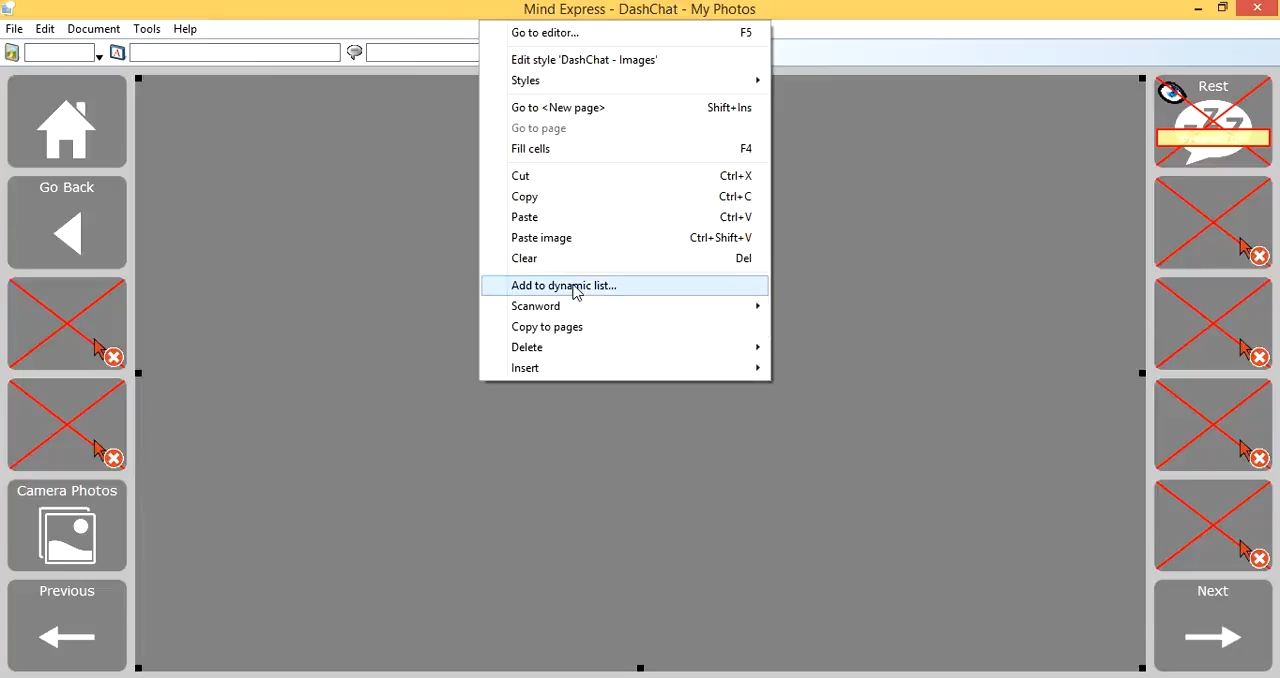 Mind Express - DashChat - My Photos
File Edit Document Tools Help
Go to editor... F5
Edit style 'DashChat - Images'
Styles
Go to <New page> Shift+Ins
Go to page
Fill cells F4
Cut Ctrl+X
Copy Ctrl+C
Paste Ctrl+V
Paste image Ctrl+Shift+V
Clear Del
Add to dynamic list...
Scanword
Copy to pages
Delete
Insert
Go Back
Camera Photos
Previous
Rest
z z z
Next